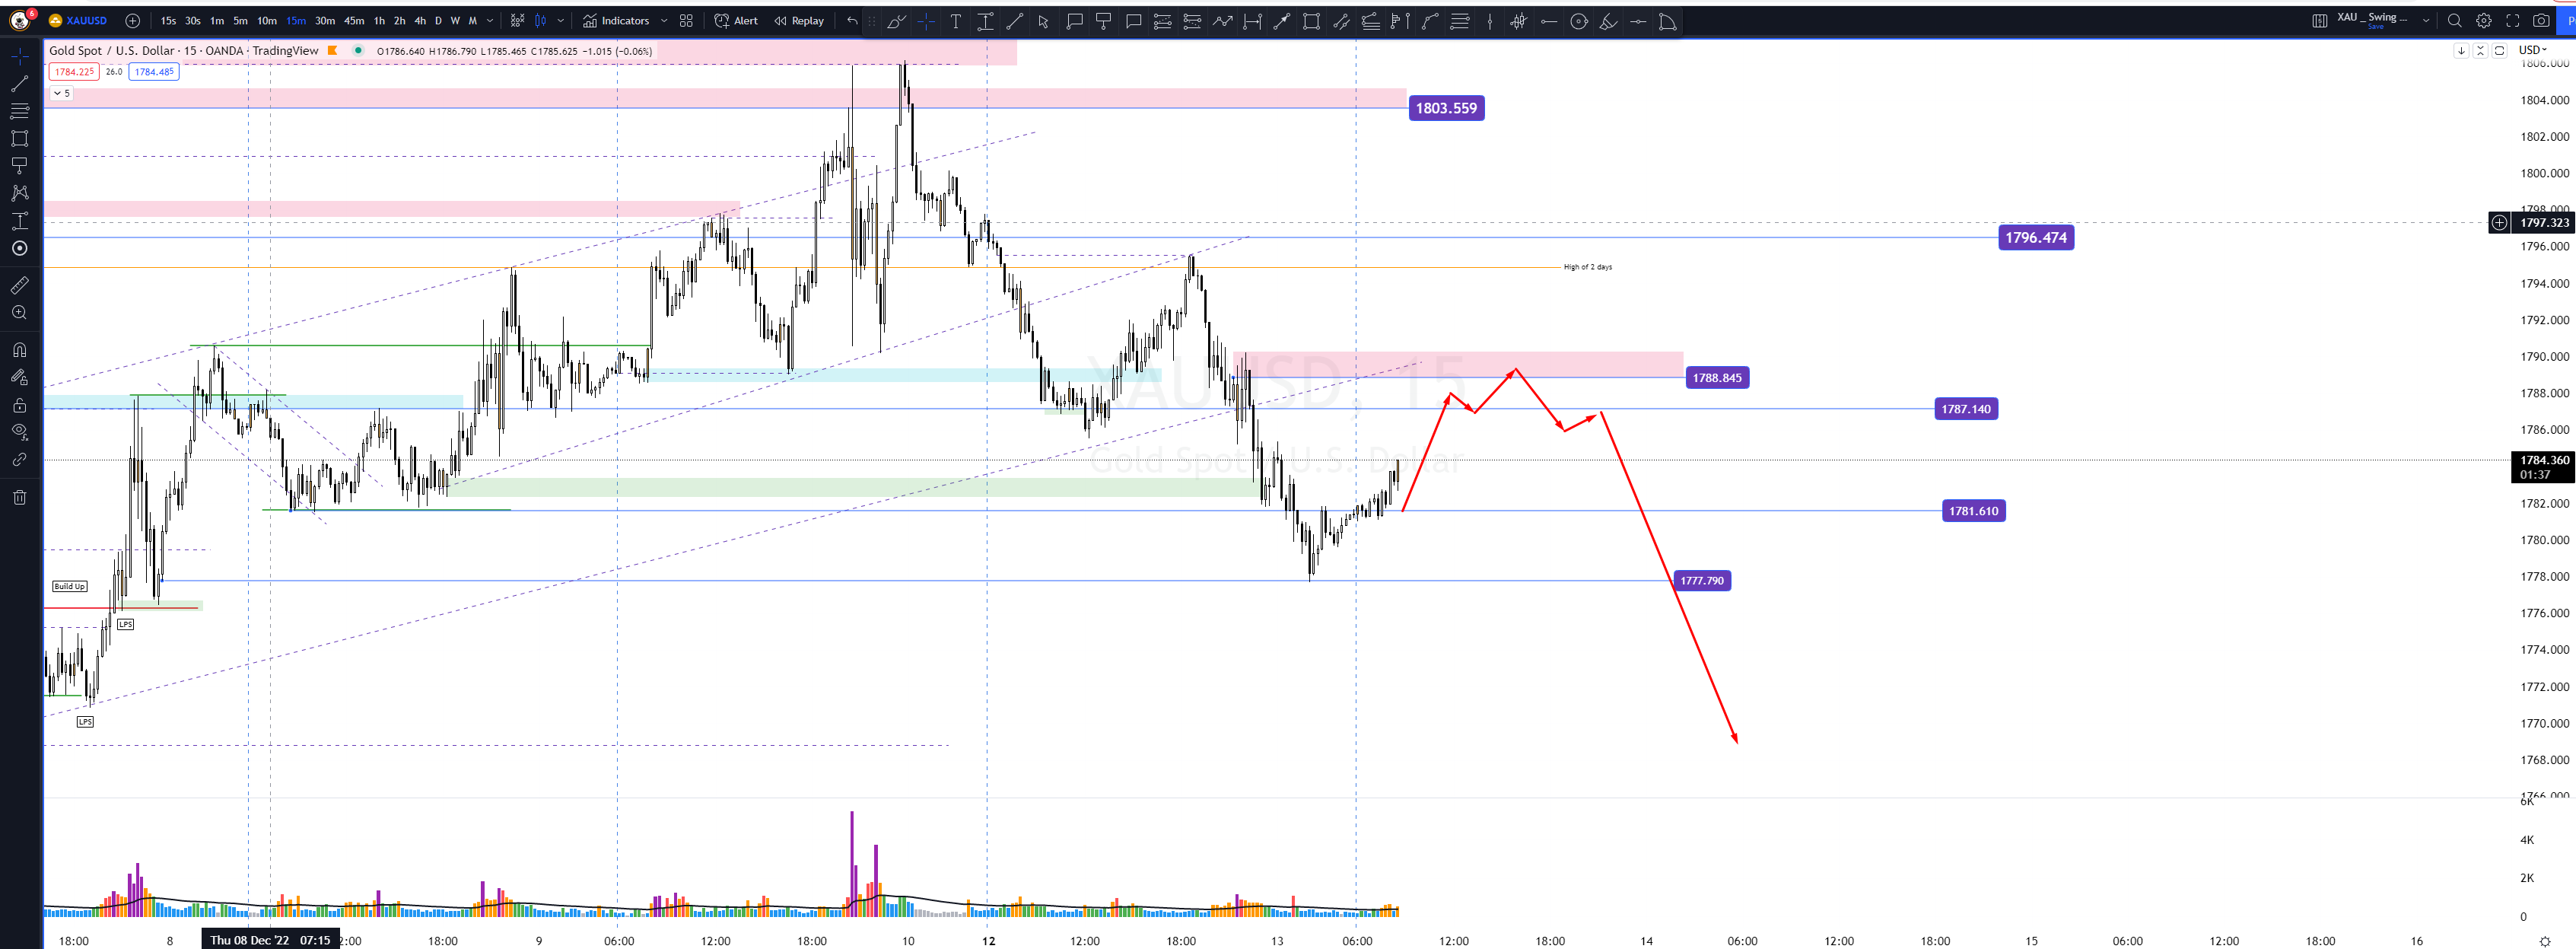 6 XAUUSD 15s 30s 1m 5m 10m 15m 30m 45m 1h 2h 4h D W M Indicators Alert Replay T XAU _ Swing ... Save P
Gold Spot / U.S. Dollar · 15 · OANDA · TradingView O1786.640 H1786.790 L1785.465 C1785.625 −1.015 (−0.06%) USD
1784.225 26.0 1784.485
5
1806.000
1804.000
1803.559
1802.000
1800.000
1798.000
1797.323
1796.474
1796.000
High of 2 days
1794.000
1792.000
1790.000
XAUUSD, 15
1788.845
1788.000
1787.140
1786.000
Gold Spot / U.S. Dollar
1784.360
01:37
1782.000
1781.610
1780.000
1778.000
1777.790
Build Up
1776.000
LPS
1774.000
1772.000
LPS
1770.000
1768.000
1766.000
6K
4K
2K
0
18:00 8 Thu 08 Dec '22 07:15 2:00 18:00 9 06:00 12:00 18:00 10 12 12:00 18:00 13 06:00 12:00 18:00 14 06:00 12:00 18:00 15 06:00 12:00 18:00 16